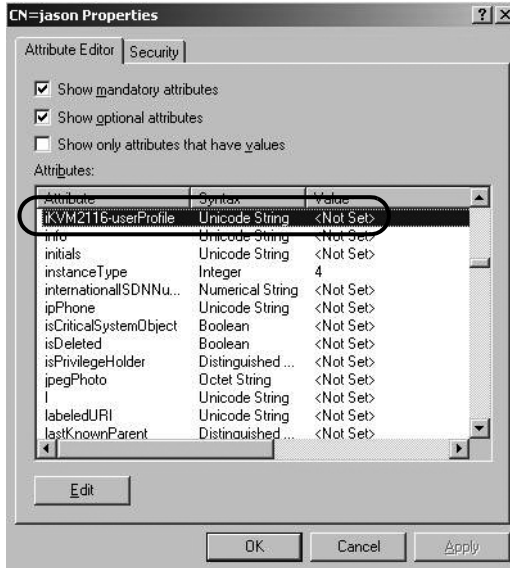 CN=jason Properties
Attribute Editor Security
Show mandatory attributes
Show optional attributes
Show only attributes that have values
Attributes:
Attribute Syntax Value
iKVM2116-userProfile Unicode String <Not Set>
info Unicode String <Not Set>
initials Unicode String <Not Set>
instanceType Integer 4
internationalISDNNu... Numerical String <Not Set>
ipPhone Unicode String <Not Set>
isCriticalSystemObject Boolean <Not Set>
isDeleted Boolean <Not Set>
isPrivilegeHolder Distinguished ... <Not Set>
jpegPhoto Octet String <Not Set>
l Unicode String <Not Set>
labeledURI Unicode String <Not Set>
lastKnownParent Distinguished ... <Not Set>
Edit
OK Cancel Apply